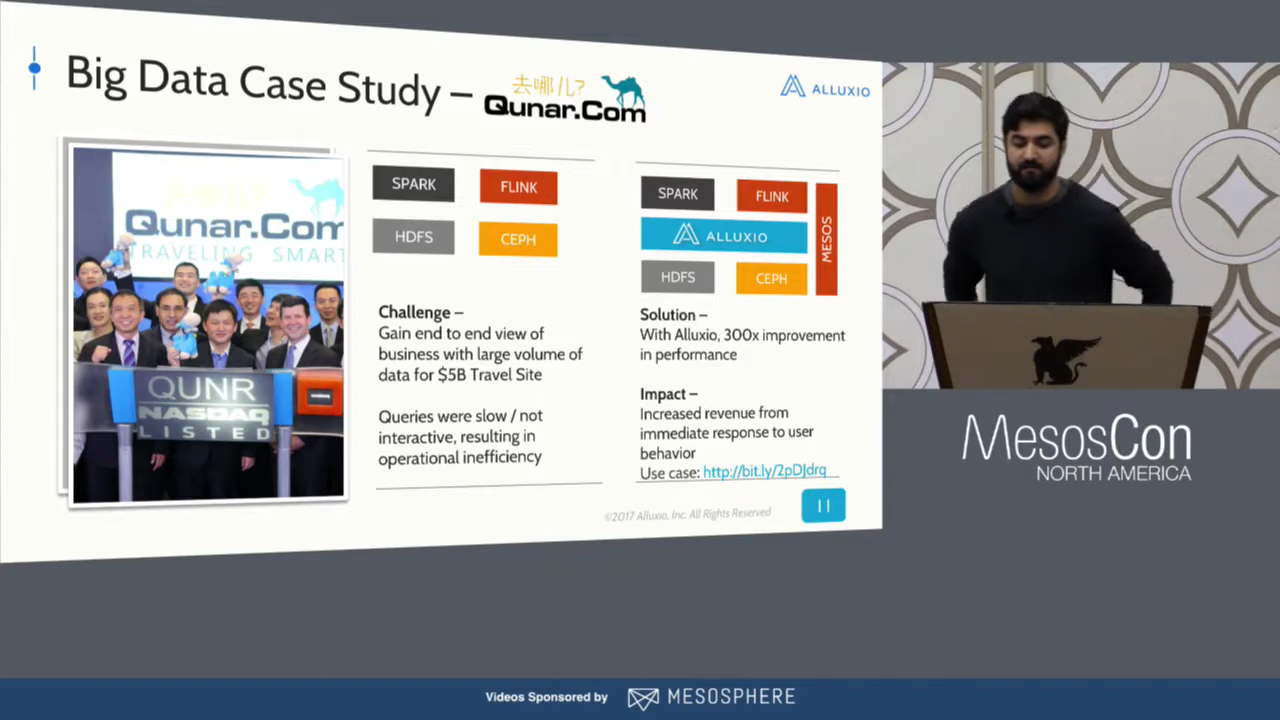 Big Data Case Study –
去哪儿?
Qunar.Com
ALLUXIO
Qunar.Com
TRAVELING SMART
QUNR
NASDAQ
LISTED
SPARK
FLINK
HDFS
CEPH
Challenge –
Gain end to end view of
business with large volume of
data for $5B Travel Site
Queries were slow / not
interactive, resulting in
operational inefficiency
SPARK
FLINK
ALLUXIO
MESOS
HDFS
CEPH
Solution –
With Alluxio, 300x improvement
in performance
Impact –
Increased revenue from
immediate response to user
behavior
Use case: http://bit.ly/2pDJdrq
©2017 Alluxio, Inc. All Rights Reserved
11
MesosCon
NORTH AMERICA
Videos Sponsored by
MESOSPHERE